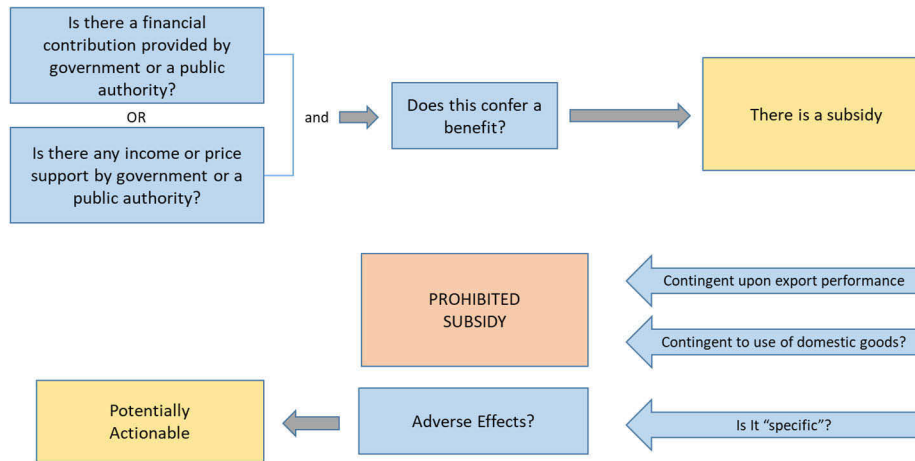 Is there a financial
contribution provided by
government or a public
authority?
OR
Is there any income or price
support by government or a
public authority?
and
Does this confer a
benefit?
There is a subsidy
PROHIBITED
SUBSIDY
Contingent upon export performance
Contingent to use of domestic goods?
Potentially
Actionable
Adverse Effects?
Is It “specific”?